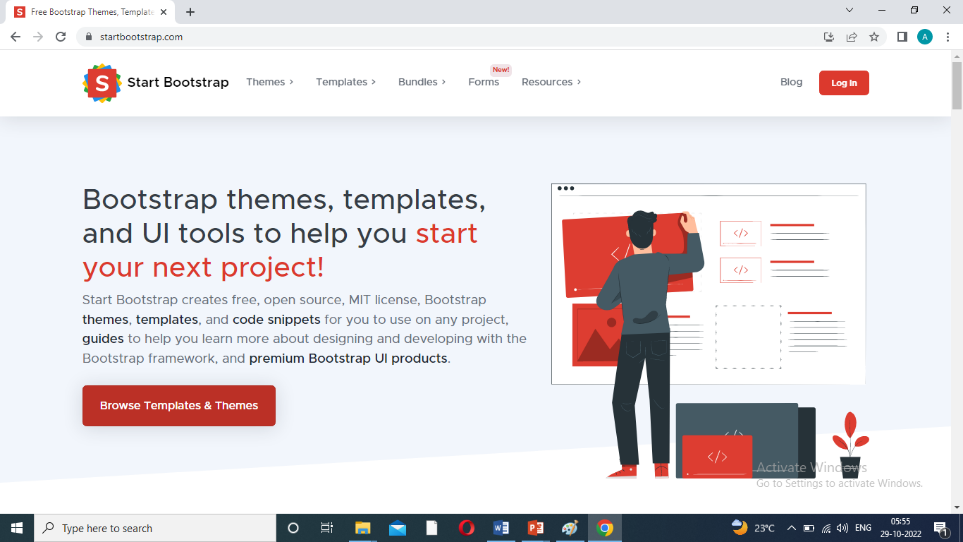 S Free Bootstrap Themes, Template
startbootstrap.com
A
S Start Bootstrap
Themes
Templates
Bundles
New!
Forms
Resources
Blog
Log In
Bootstrap themes, templates,
and UI tools to help you start
your next project!
Start Bootstrap creates free, open source, MIT license, Bootstrap
themes, templates, and code snippets for you to use on any project,
guides to help you learn more about designing and developing with the
Bootstrap framework, and premium Bootstrap UI products.
Browse Templates & Themes
</>
</>
</>
</>
Activate Windows
Go to Settings to activate Windows.
Type here to search
23°C
ENG
05:55
29-10-2022
1